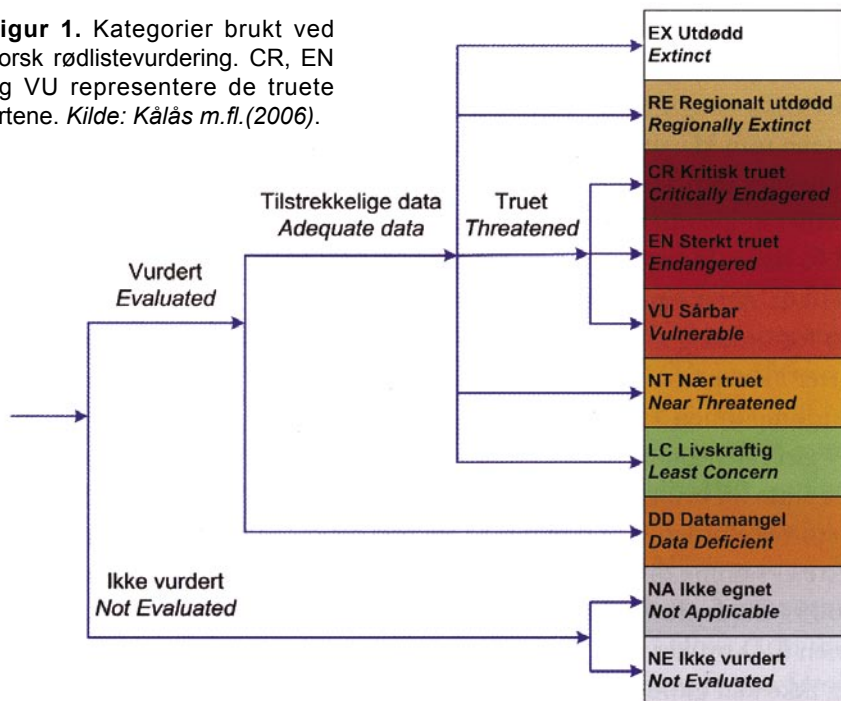 igur 1. Kategorier brukt ved
orsk rødlistevurdering. CR, EN
g VU representere de truete
rtene. Kilde: Kålås m.fl.(2006).
EX Utdødd
Extinct
RE Regionalt utdødd
Regionally Extinct
CR Kritisk truet
Critically Endagered
Tilstrekkelige data
Adequate data
Truet
Threatened
EN Sterkt truet
Endangered
Vurdert
Evaluated
VU Sårbar
Vulnerable
NT Nær truet
Near Threatened
LC Livskraftig
Least Concern
DD Datamangel
Data Deficient
Ikke vurdert
Not Evaluated
NA Ikke egnet
Not Applicable
NE Ikke vurdert
Not Evaluated